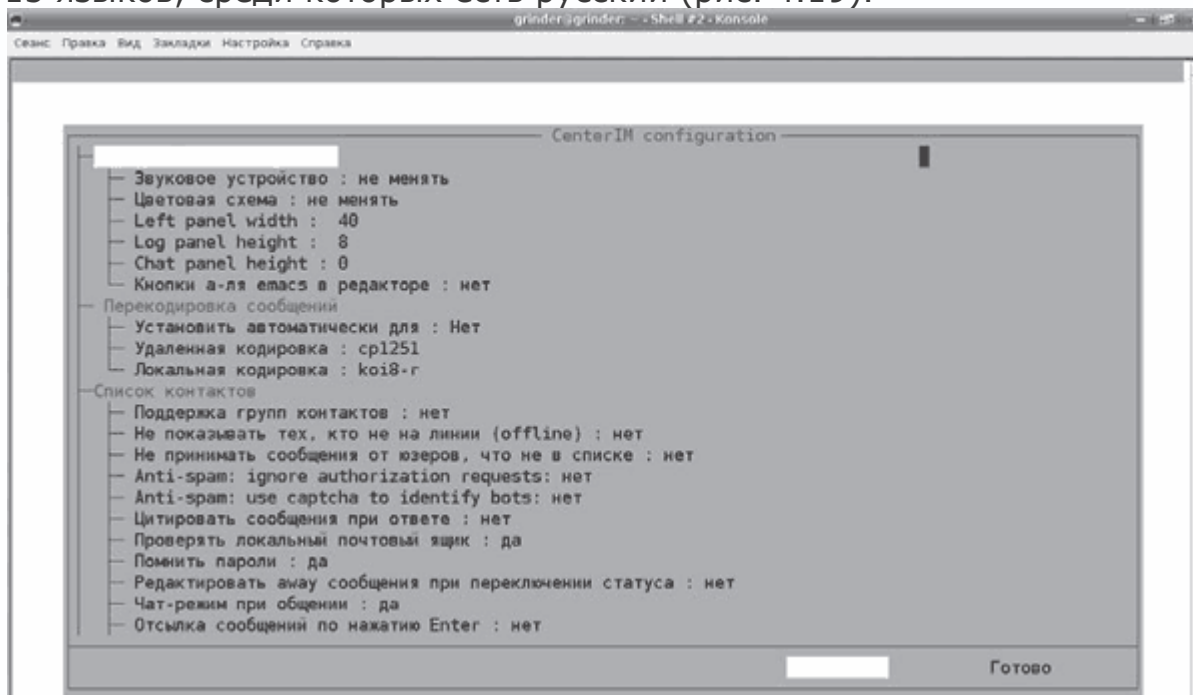 15 языков, среди которых есть русский (рис. 4.19).
grinder@grinder: ~ - Shell #2 - Konsole
Сеанс Правка Вид Закладки Настройка Справка
CenterIM configuration
Звуковое устройство : не менять
Цветовая схема : не менять
Left panel width : 40
Log panel height : 8
Chat panel height : 0
Кнопки а-ля emacs в редакторе : нет
Перекодировка сообщений
Установить автоматически для : Нет
Удаленная кодировка : cp1251
Локальная кодировка : koi8-r
Список контактов
Поддержка групп контактов : нет
Не показывать тех, кто не на линии (offline) : нет
Не принимать сообщения от юзеров, что не в списке : нет
Anti-spam: ignore authorization requests: нет
Anti-spam: use captcha to identify bots: нет
Цитировать сообщения при ответе : нет
Проверять локальный почтовый ящик : да
Помнить пароли : да
Редактировать away сообщения при переключении статуса : нет
Чат-режим при общении : да
Отсылка сообщений по нажатию Enter : нет
Готово